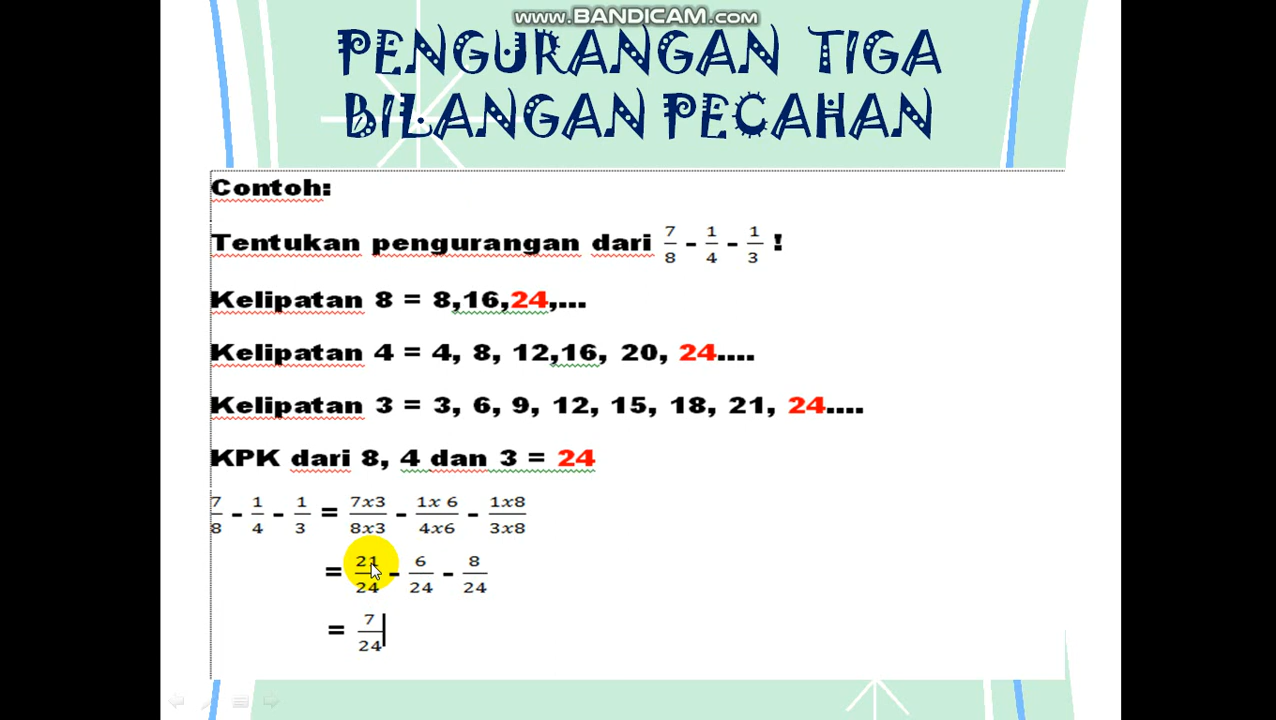 www.BANDICAM.com
PENGURANGAN TIGA
BILANGAN PECAHAN
Contoh:
Tentukan pengurangan dari 7/8 - 1/4 - 1/3 !
Kelipatan 8 = 8,16,24,...
Kelipatan 4 = 4, 8, 12,16, 20, 24....
Kelipatan 3 = 3, 6, 9, 12, 15, 18, 21, 24....
KPK dari 8, 4 dan 3 = 24
7/8 - 1/4 - 1/3 = 7x3/8x3 - 1x 6/4x6 - 1x8/3x8
= 21/24 - 6/24 - 8/24
= 7/24